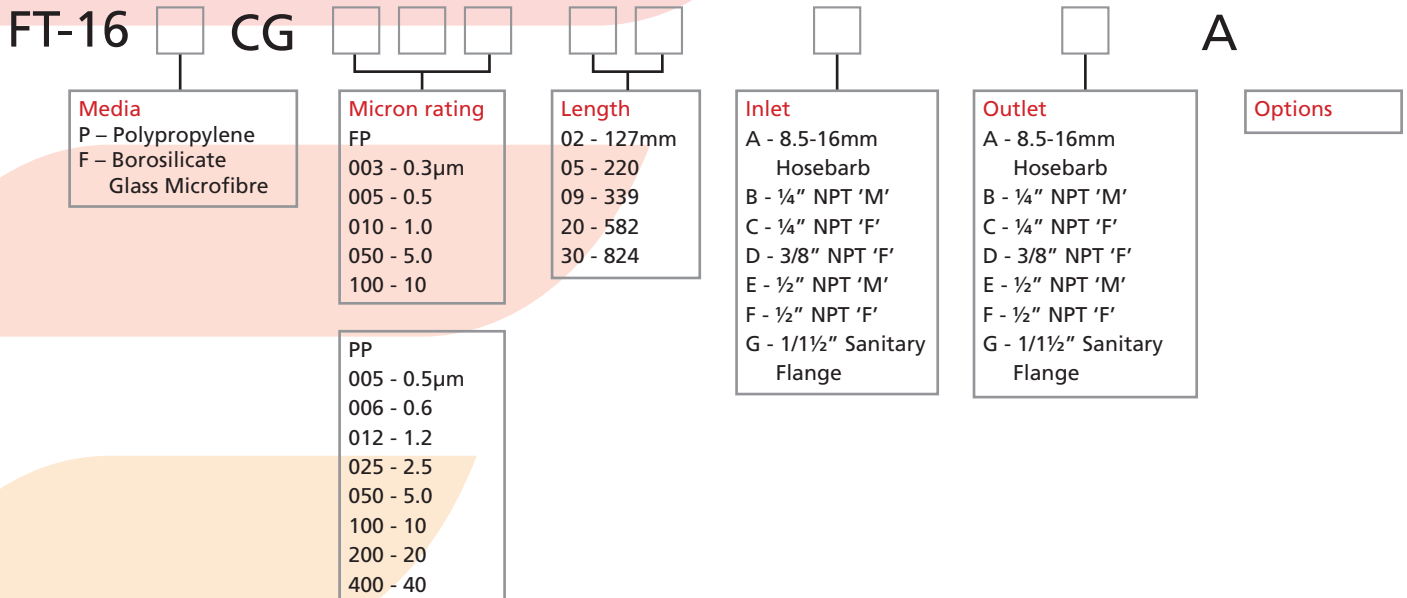 FT-16 CG A
Media
P – Polypropylene
F – Borosilicate
Glass Microfibre
Micron rating
FP
003 - 0.3µm
005 - 0.5
010 - 1.0
050 - 5.0
100 - 10
PP
005 - 0.5µm
006 - 0.6
012 - 1.2
025 - 2.5
050 - 5.0
100 - 10
200 - 20
400 - 40
Length
02 - 127mm
05 - 220
09 - 339
20 - 582
30 - 824
Inlet
A - 8.5-16mm
Hosebarb
B - ¼” NPT ‘M’
C - ¼” NPT ‘F’
D - 3/8” NPT ‘F’
E - ½” NPT ‘M’
F - ½” NPT ‘F’
G - 1/1½” Sanitary
Flange
Outlet
A - 8.5-16mm
Hosebarb
B - ¼” NPT ‘M’
C - ¼” NPT ‘F’
D - 3/8” NPT ‘F’
E - ½” NPT ‘M’
F - ½” NPT ‘F’
G - 1/1½” Sanitary
Flange
Options